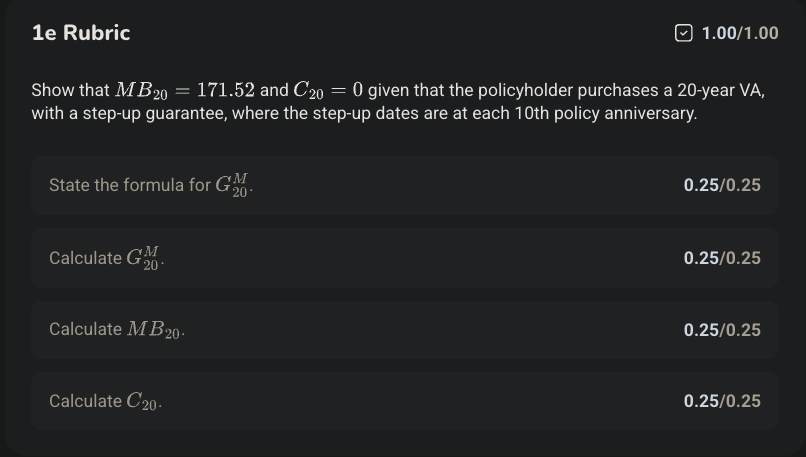 1e Rubric 1.00/1.00
Show that $MB_{20} = 171.52$ and $C_{20} = 0$ given that the policyholder purchases a 20-year VA,
with a step-up guarantee, where the step-up dates are at each 10th policy anniversary.
State the formula for $G_{20}^{M}$. 0.25/0.25
Calculate $G_{20}^{M}$. 0.25/0.25
Calculate $MB_{20}$. 0.25/0.25
Calculate $C_{20}$. 0.25/0.25